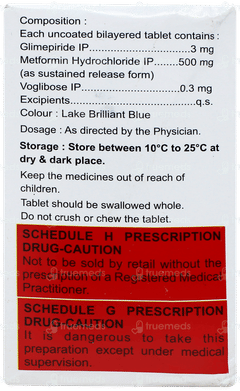 Composition :
Each uncoated bilayered tablet contains :
Glimepiride IP........................3 mg
Metformin Hydrochloride IP.......500 mg
(as sustained release form)
Voglibose IP........................0.3 mg
Excipients............................q.s.
Colour : Lake Brilliant Blue
Dosage : As directed by the Physician.
Storage : Store between 10°C to 25°C at
dry & dark place.
Keep the medicines out of reach of
children.
Tablet should be swallowed whole.
Do not crush or chew the tablet.
SCHEDULE H PRESCRIPTION
DRUG-CAUTION
Not to be sold by retail without the
prescription of a Registered Medical
Practitioner.
SCHEDULE G PRESCRIPTION
DRUG-CAUTION
It is dangerous to take this
preparation except under medical
supervision.